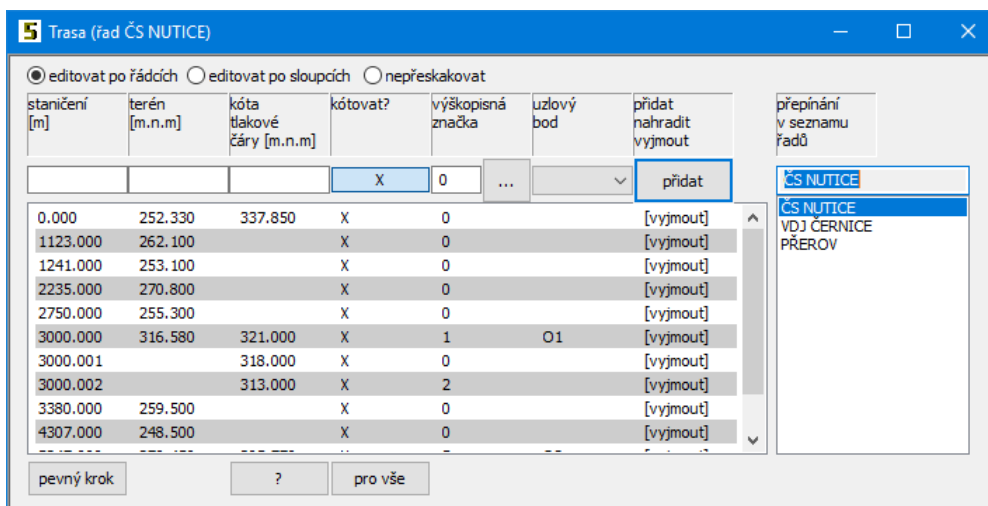 Trasa (řad ČS NUTICE)
editovat po řádcích editovat po sloupcích nepřeskakovat
staničení [m] terén [m.n.m] kóta tlakové čáry [m.n.m] kótovat? výškopisná značka uzlový bod přidat nahradit vyjmout přepínání v seznamu řadů
X 0 ... přidat ČS NUTICE
0.000 252.330 337.850 X 0 [vyjmout]
1123.000 262.100 X 0 [vyjmout]
1241.000 253.100 X 0 [vyjmout]
2235.000 270.800 X 0 [vyjmout]
2750.000 255.300 X 0 [vyjmout]
3000.000 316.580 321.000 X 1 O1 [vyjmout]
3000.001 318.000 X 0 [vyjmout]
3000.002 313.000 X 2 [vyjmout]
3380.000 259.500 X 0 [vyjmout]
4307.000 248.500 X 0 [vyjmout]
ČS NUTICE
VDJ ČERNICE
PŘEROV
pevný krok ? pro vše